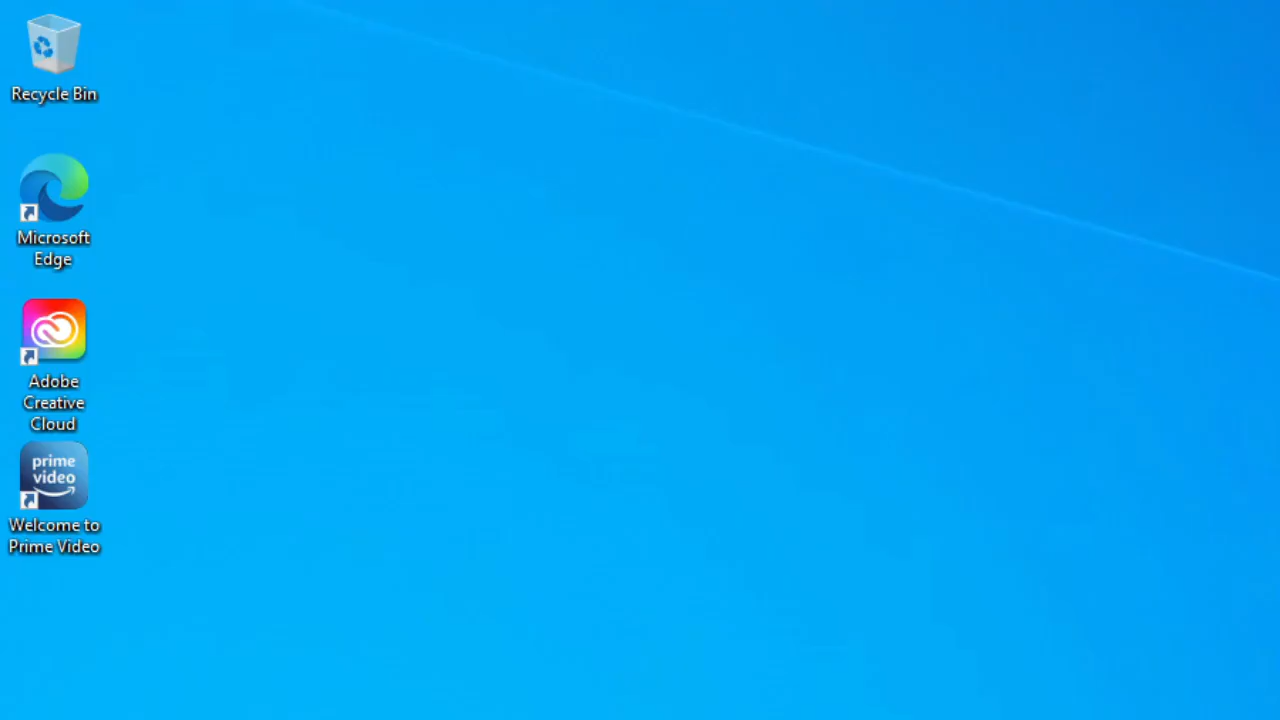 Recycle Bin
Microsoft
Edge
Adobe
Creative
Cloud
prime
video
Welcome to
Prime Video